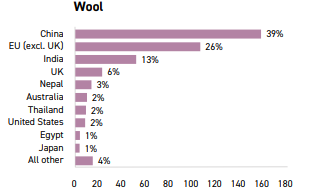 Wool
China 39%
EU (excl. UK) 26%
India 13%
UK 6%
Nepal 3%
Australia 2%
Thailand 2%
United States 2%
Egypt 1%
Japan 1%
All other 4%
0 20 40 60 80 100 120 140 160 180